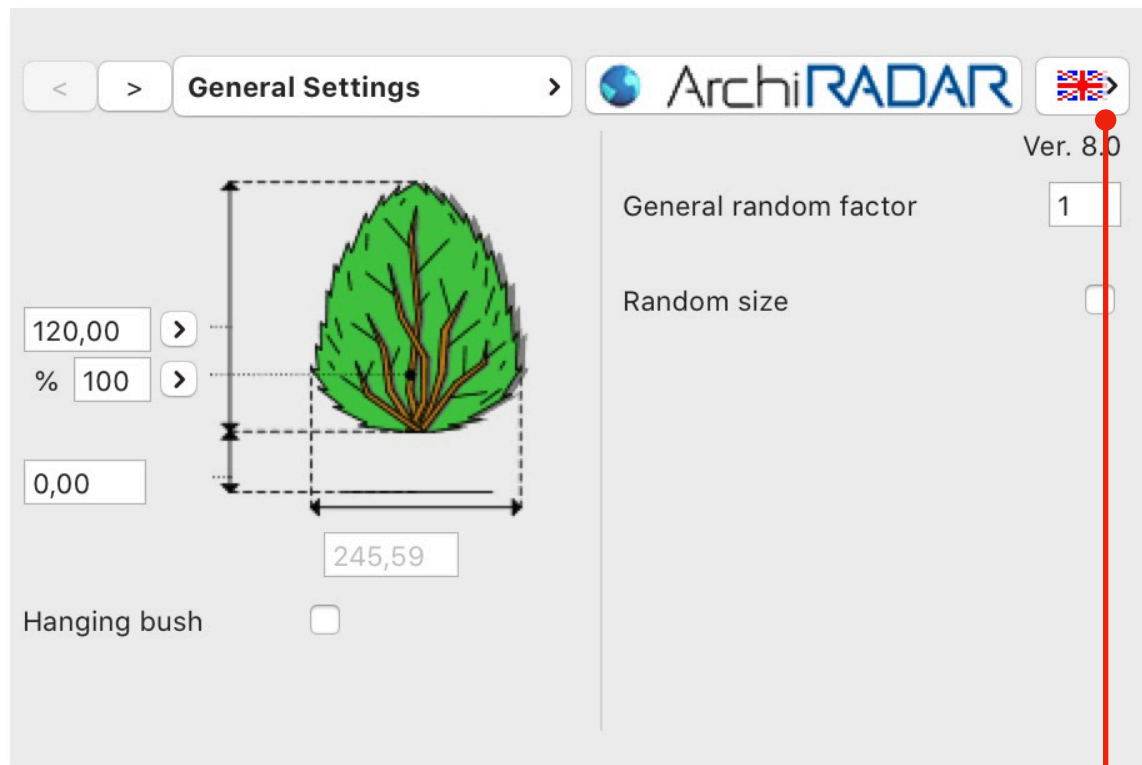 < > General Settings > ArchiRADAR >
Ver. 8.0
General random factor 1
Random size
120,00 >
% 100 >
0,00
245,59
Hanging bush